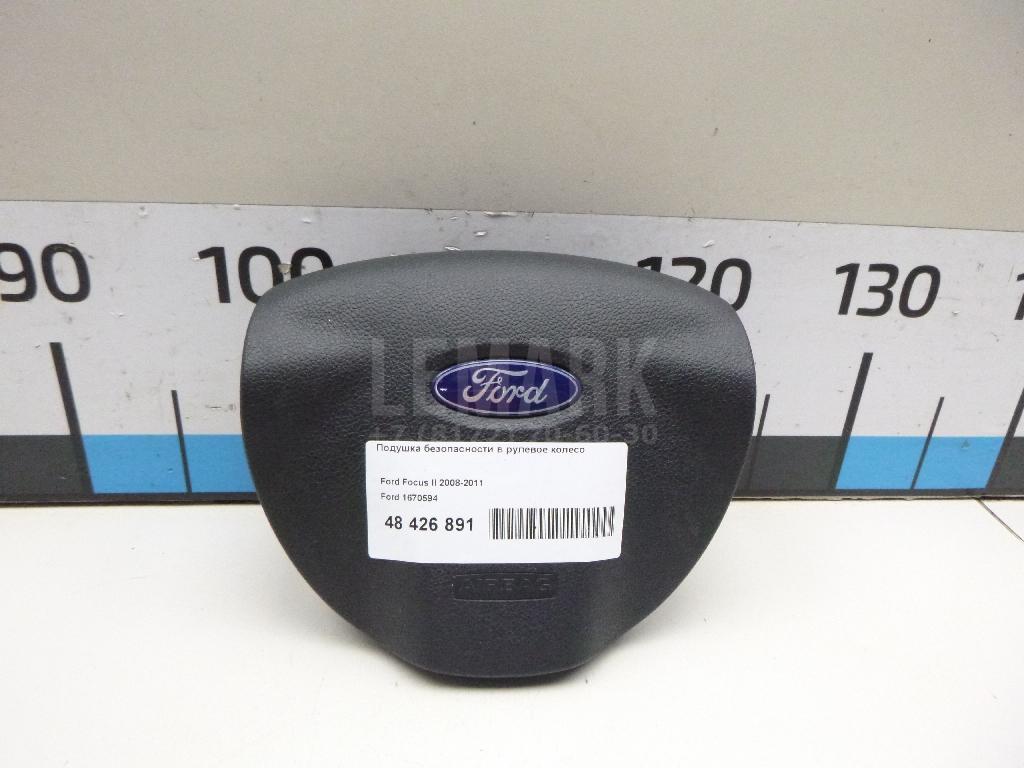 90
100
120
130
LEMARK
Ford
Подушка безопасности в рулевое колесо
Ford Focus II 2008-2011
Ford 1670594
48 426 891
AIRBAG